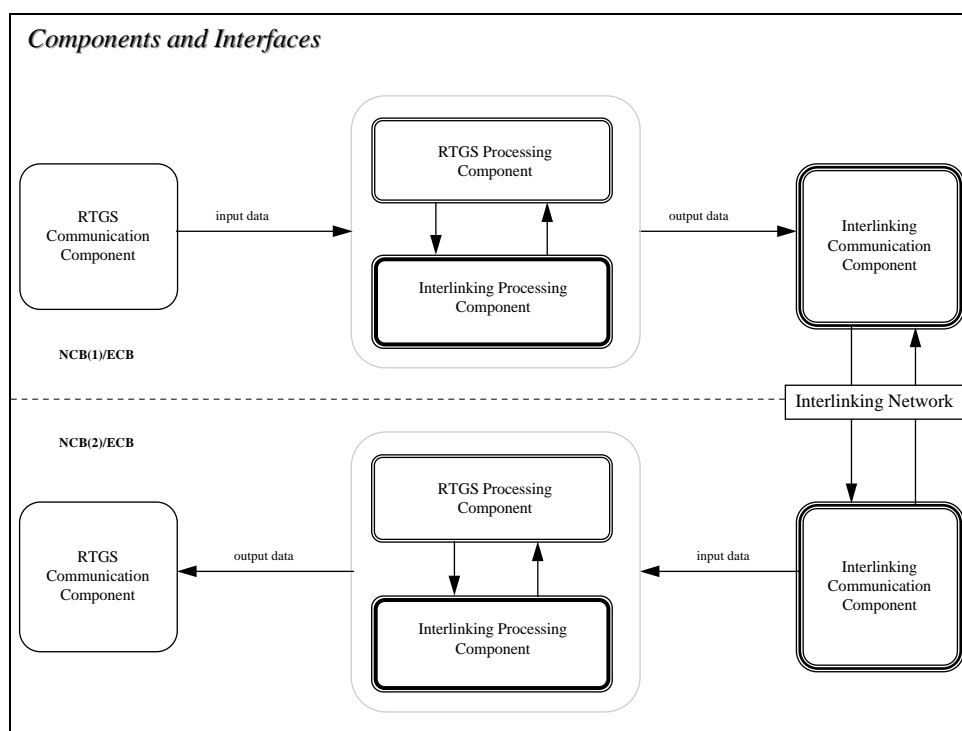 Components and Interfaces
RTGS Processing
Component
RTGS
Communication
Component
input data
output data
Interlinking
Communication
Component
Interlinking Processing
Component
NCB(1)/ECB
Interlinking Network
NCB(2)/ECB
RTGS Processing
Component
RTGS
Communication
Component
output data
input data
Interlinking
Communication
Component
Interlinking Processing
Component